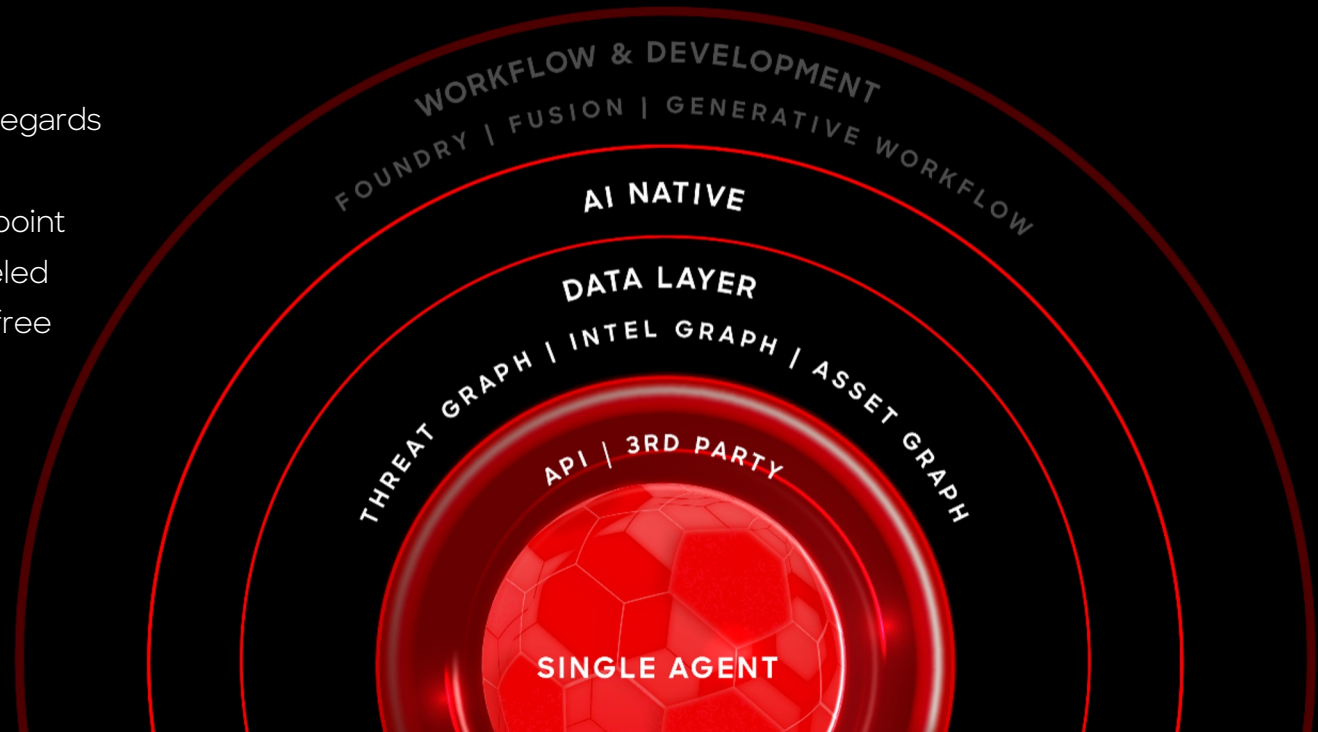 egards
point
eled
free
WORKFLOW & DEVELOPMENT
FOUNDRY | FUSION | GENERATIVE WORKFLOW
AI NATIVE
DATA LAYER
THREAT GRAPH | INTEL GRAPH | ASSET GRAPH
API | 3RD PARTY
SINGLE AGENT